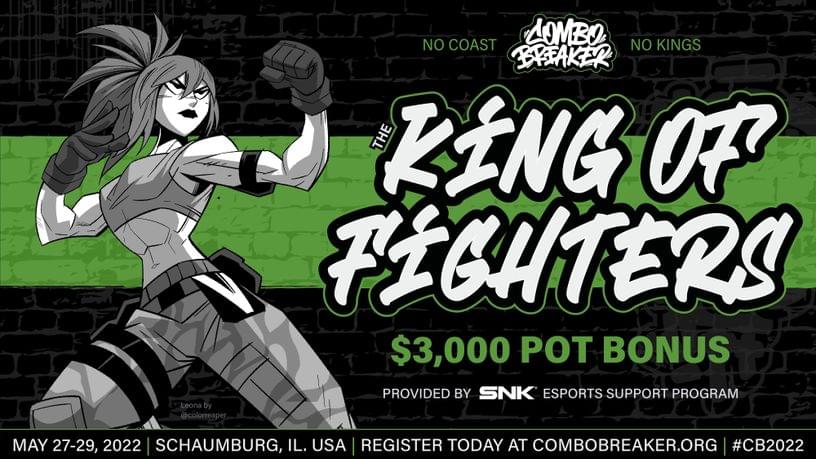 NO COAST COMBO BREAKER NO KINGS
THE
KING OF
FIGHTERS
$3,000 POT BONUS
PROVIDED BY SNK ESPORTS SUPPORT PROGRAM
Leona by
@colorreaper
MAY 27-29, 2022 | SCHAUMBURG, IL. USA | REGISTER TODAY AT COMBOBREAKER.ORG | #CB2022